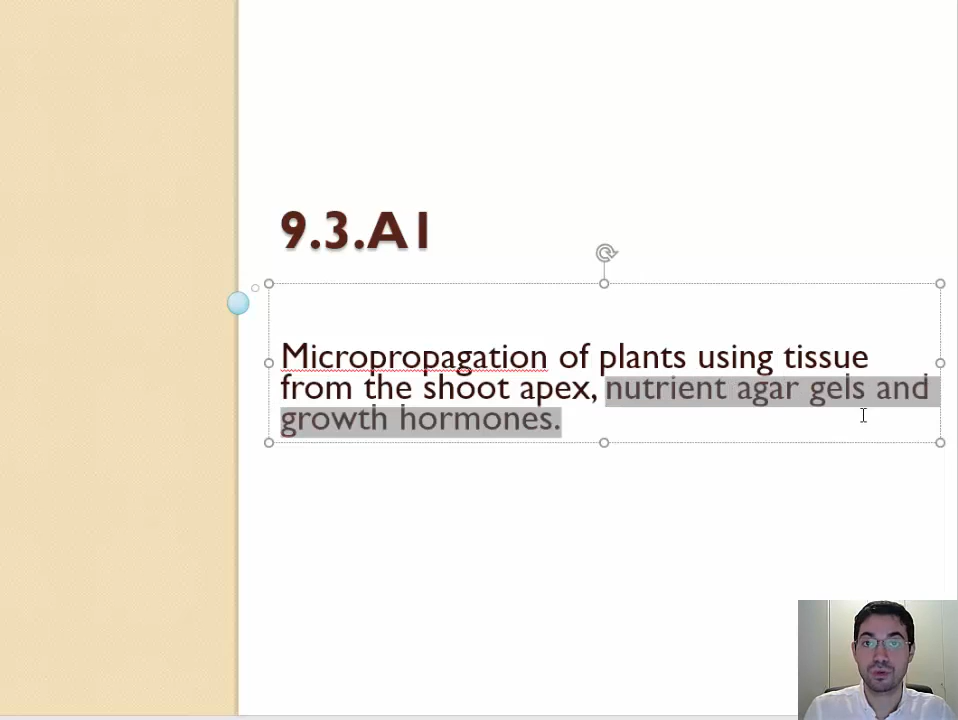 9.3.A1
Micropropagation of plants using tissue
from the shoot apex, nutrient agar gels and
growth hormones.